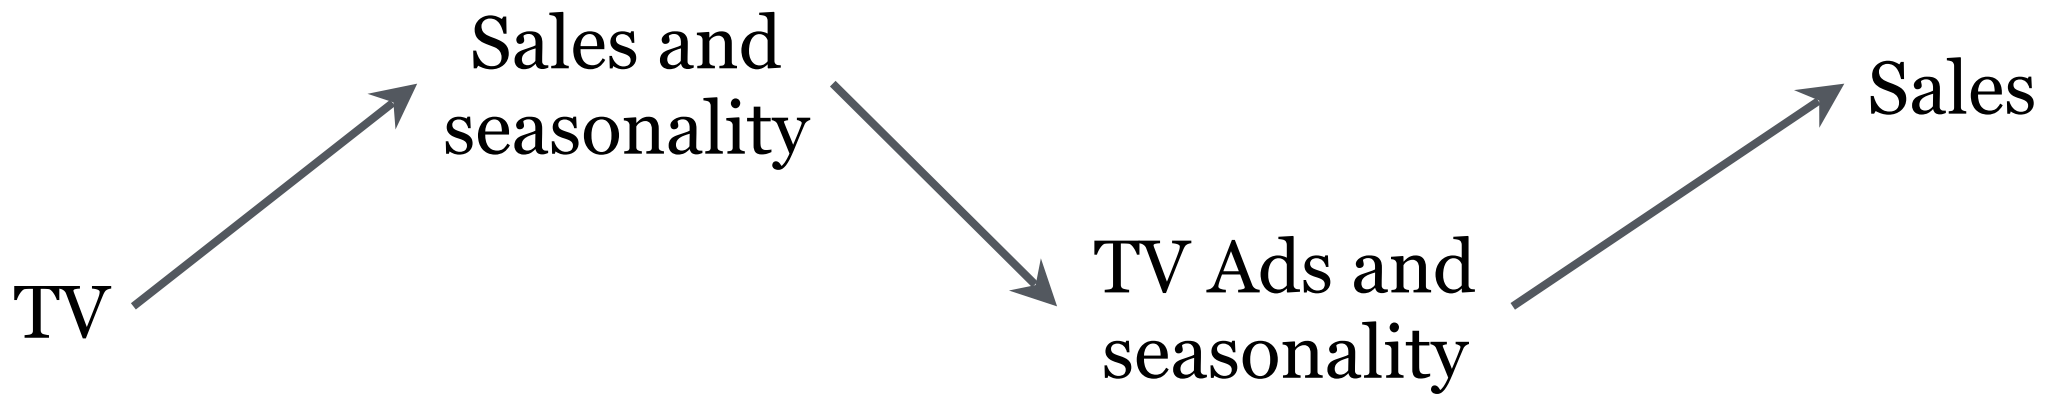 TV
Sales and
seasonality
TV Ads and
seasonality
Sales